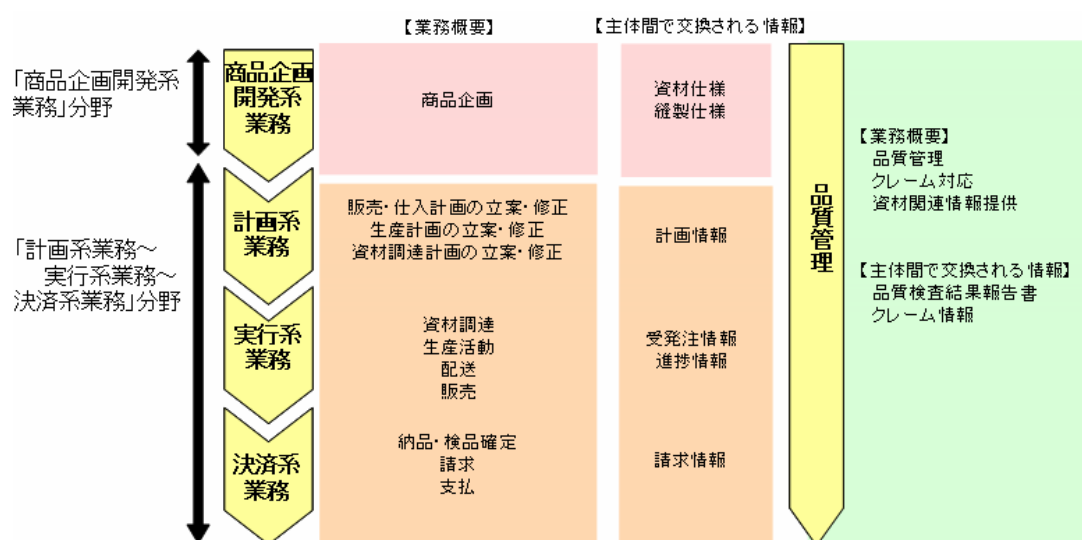 【業務概要】
【主体間で交換される情報】
「商品企画開発系
業務」分野
商品企画
開発系
業務
商品企画
資材仕様
縫製仕様
「計画系業務～
実行系業務～
決済系業務」分野
計画系
業務
販売・仕入計画の立案・修正
生産計画の立案・修正
資材調達計画の立案・修正
計画情報
実行系
業務
資材調達
生産活動
配送
販売
受発注情報
進捗情報
決済系
業務
納品・検品確定
請求
支払
請求情報
品質管理
【業務概要】
品質管理
クレーム対応
資材関連情報提供
【主体間で交換される情報】
品質検査結果報告書
クレーム情報